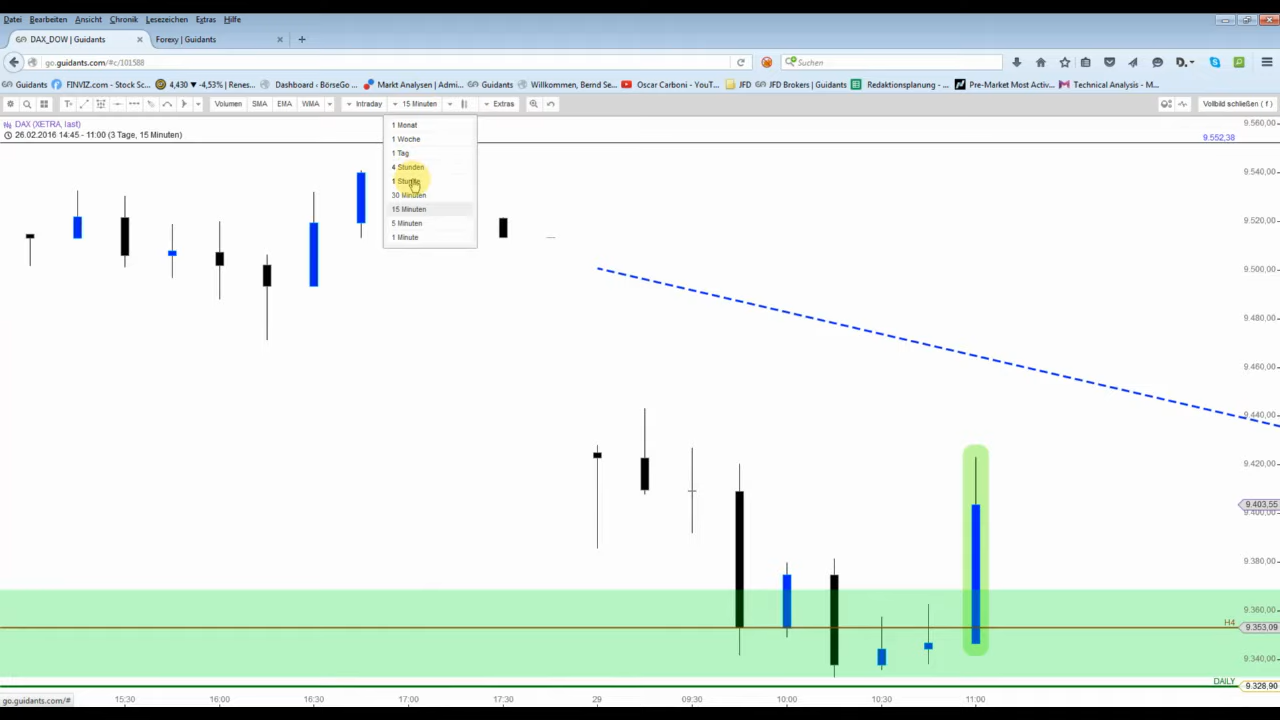 Datei Bearbeiten Ansicht Chronik Lesezeichen Extras Hilfe
DAX_DOW | Guidants × Forexy | Guidants × +
go.guidants.com/#c/101588 Suchen
Guidants FINVIZ.com - Stock Sc... 4,430 ▾ -4,53% | Renes... Dashboard ‹ BörseGo ... Markt Analysen | Admi... Guidants Willkommen, Bernd Se... Oscar Carboni - YouT... JFD JFD Brokers | Guidants Redaktionsplanung - ... Pre-Market Most Activ... Technical Analysis - M...
Volumen SMA EMA WMA Intraday 15 Minuten Extras Vollbild schließen ( f )
DAX (XETRA, last)
26.02.2016 14:45 - 11:00 (3 Tage, 15 Minuten)
1 Monat
1 Woche
1 Tag
4 Stunden
1 Stunde
30 Minuten
15 Minuten
5 Minuten
1 Minute
9.560,00
9.552,38
9.540,00
9.520,00
9.500,00
9.480,00
9.460,00
9.440,00
9.420,00
9.403,55
9.400,00
9.380,00
9.360,00
H4 9.353,09
9.340,00
DAILY 9.328,90
go.guidants.com/#
15:30 16:00 16:30 17:00 17:30 29 09:30 10:00 10:30 11:00